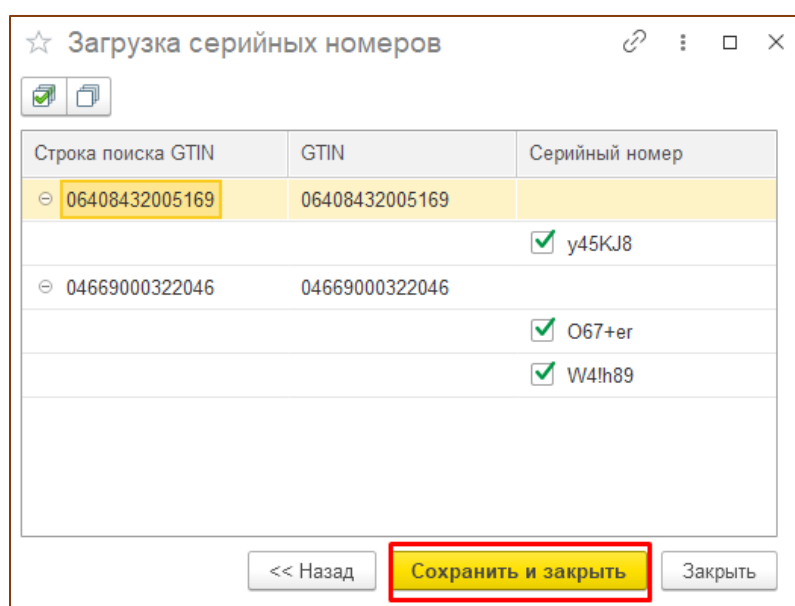 Загрузка серийных номеров
Строка поиска GTIN GTIN Серийный номер
06408432005169 06408432005169
y45KJ8
04669000322046 04669000322046
O67+er
W4!h89
<< Назад Сохранить и закрыть Закрыть